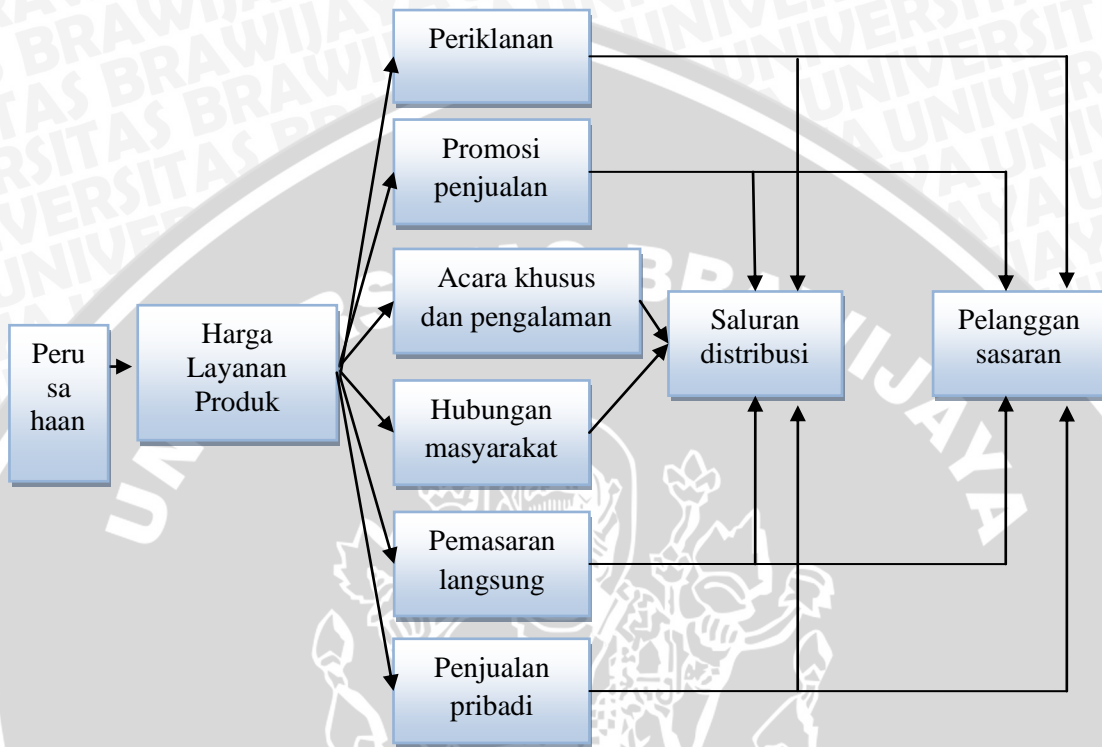 Periklanan
Promosi
penjualan
Acara khusus
dan pengalaman
Hubungan
masyarakat
Pemasaran
langsung
Penjualan
pribadi
Peru
sa
haan
Harga
Layanan
Produk
Saluran
distribusi
Pelanggan
sasaran